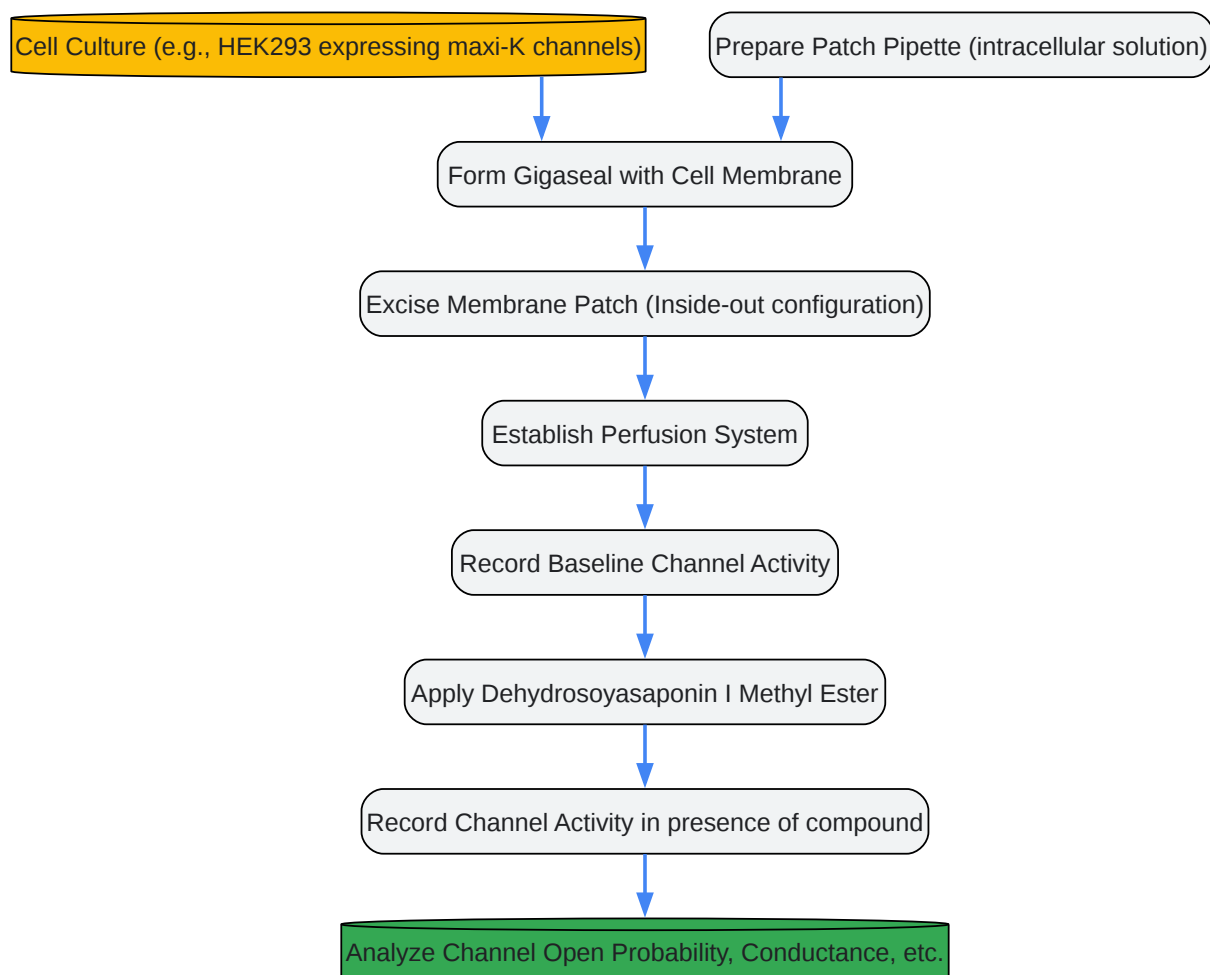 Cell Culture (e.g., HEK293 expressing maxi-K channels)
Prepare Patch Pipette (intracellular solution)
Form Gigaseal with Cell Membrane
Excise Membrane Patch (Inside-out configuration)
Establish Perfusion System
Record Baseline Channel Activity
Apply Dehydrosoyasaponin I Methyl Ester
Record Channel Activity in presence of compound
Analyze Channel Open Probability, Conductance, etc.